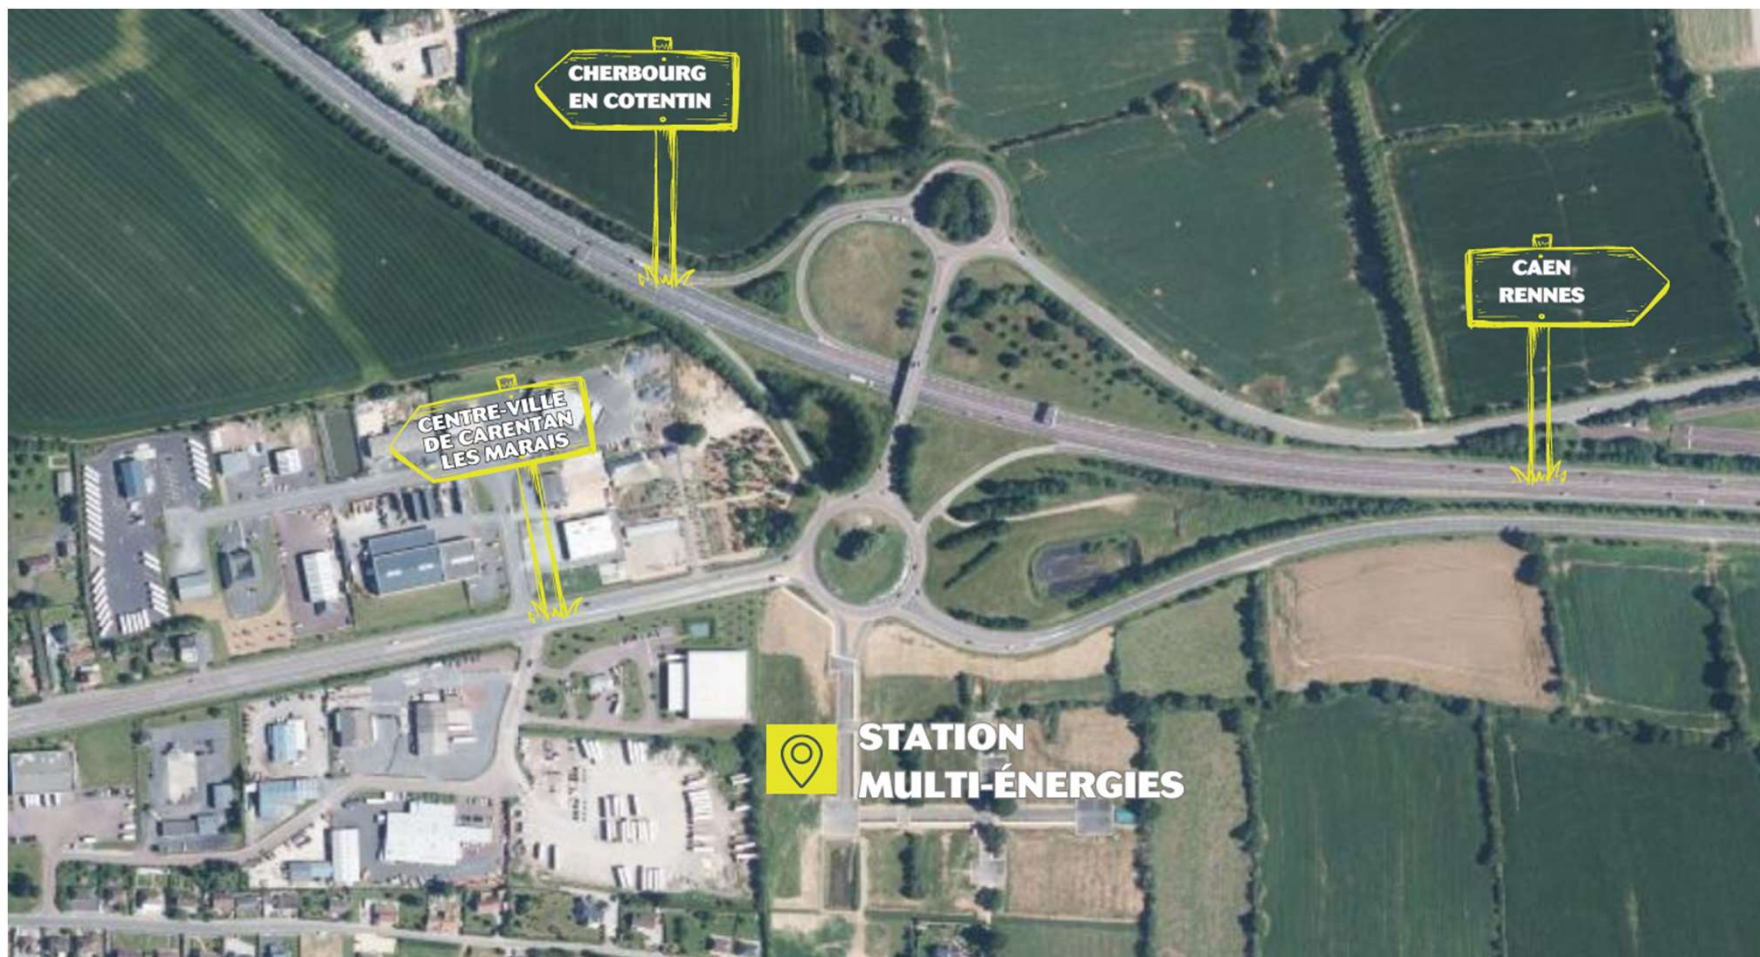 CHERBOURG
EN COTENTIN
CAEN
RENNES
CENTRE-VILLE
DE CARENTAN
LES MARAIS
STATION
MULTI-ÉNERGIES